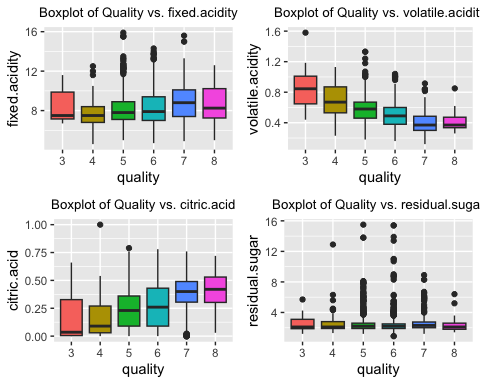 Boxplot of Quality vs. fixed.acidity
16
12
8
fixed.acidity
3 4 5 6 7 8
quality
Boxplot of Quality vs. volatile.acidit
1.6
1.2
0.8
0.4
volatile.acidity
3 4 5 6 7 8
quality
Boxplot of Quality vs. citric.acid
1.00
0.75
0.50
0.25
0.00
citric.acid
3 4 5 6 7 8
quality
Boxplot of Quality vs. residual.suga
16
12
8
4
residual.sugar
3 4 5 6 7 8
quality